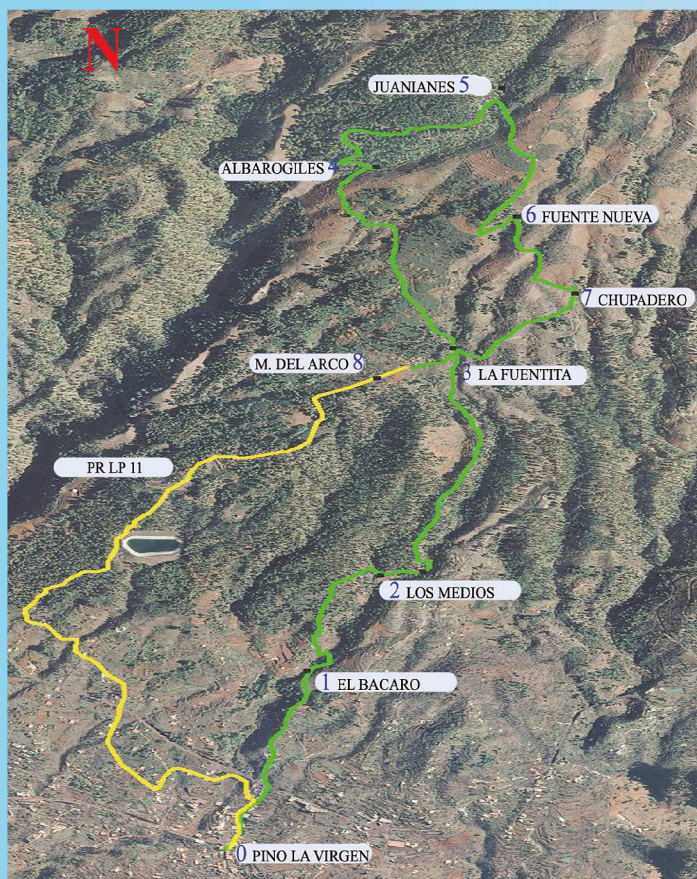 N
JUANIANES 5
ALBAROGILES 4
6 FUENTE NUEVA
7 CHUPADERO
M. DEL ARCO 8
3 LA FUENTITA
PR LP 11
2 LOS MEDIOS
1 EL BACARO
0 PINO LA VIRGEN